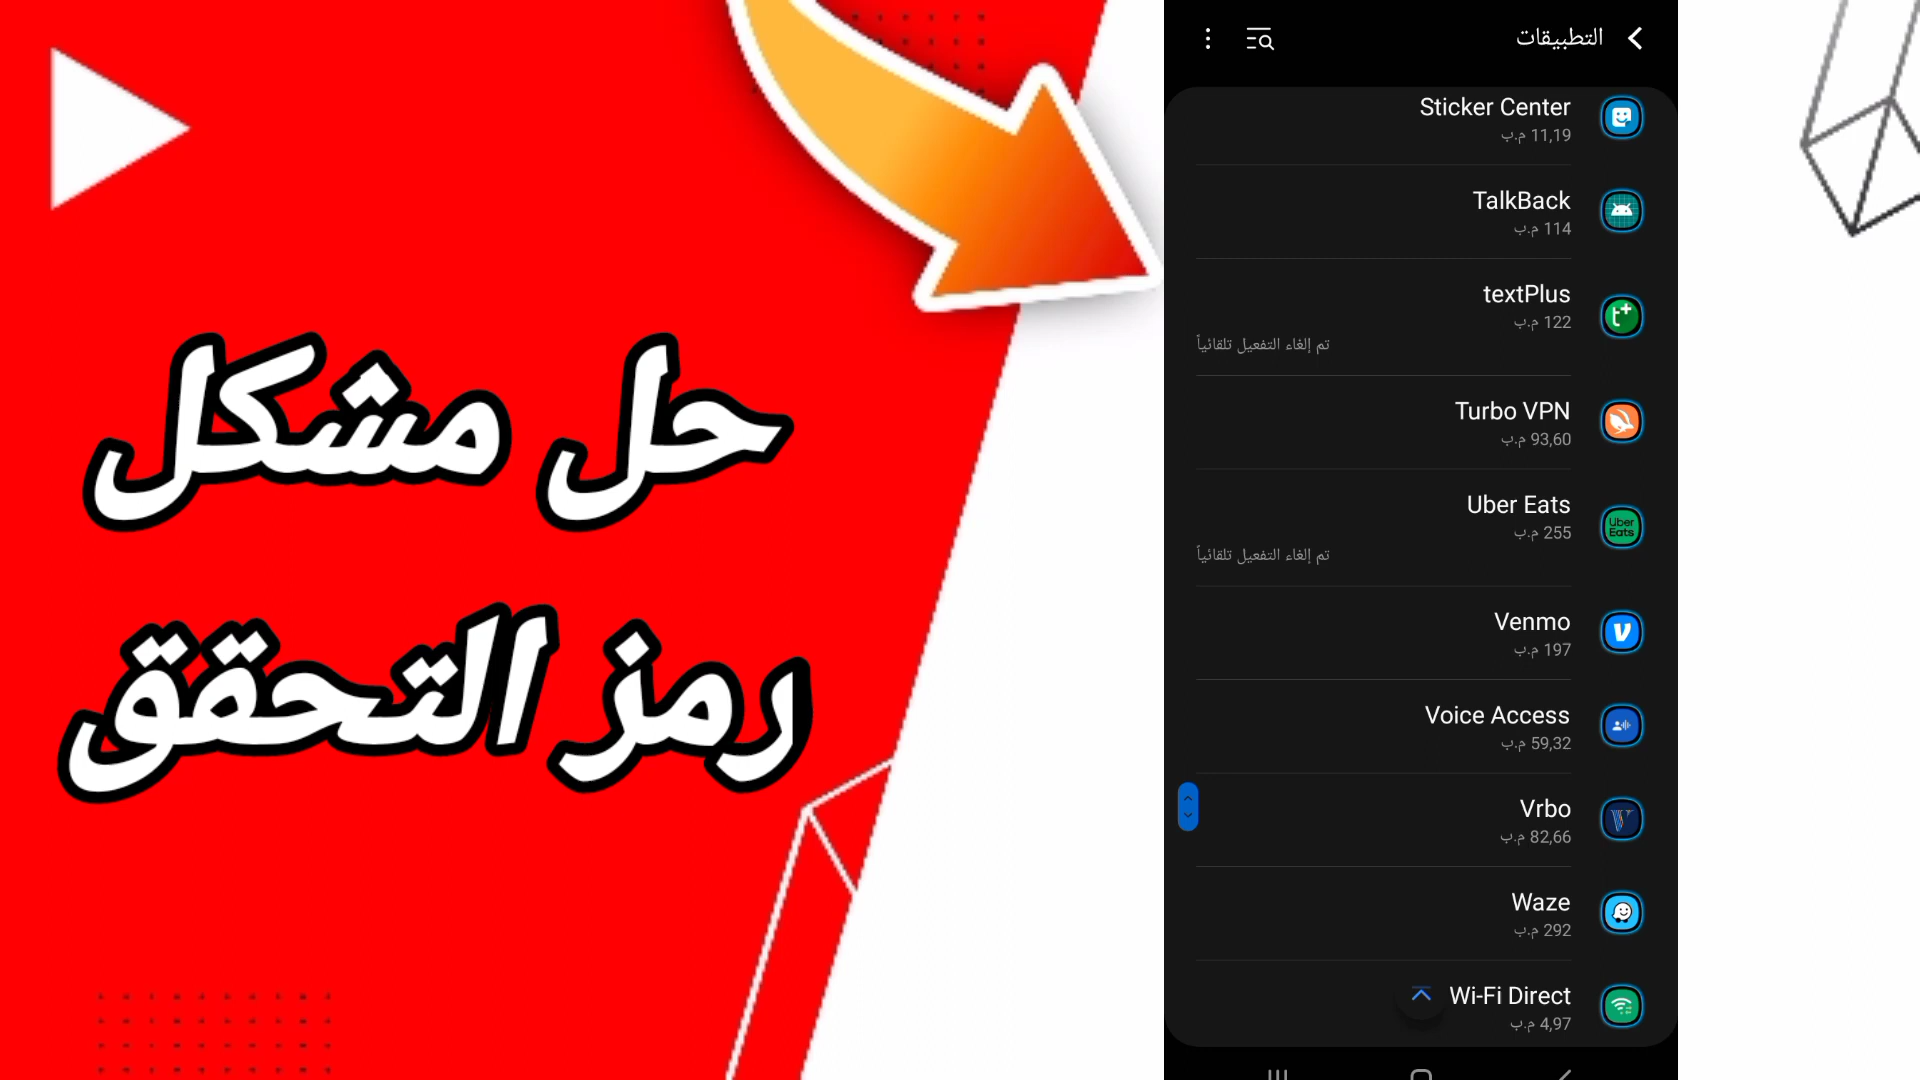 حل مشكل
رمز التحقق
التطبيقات
Sticker Center
11,19 م.ب
TalkBack
114 م.ب
textPlus
122 م.ب
تم إلغاء التفعيل تلقائياً
Turbo VPN
93,60 م.ب
Uber Eats
255 م.ب
Uber
Eats
تم إلغاء التفعيل تلقائياً
Venmo
197 م.ب
Voice Access
59,32 م.ب
Vrbo
82,66 م.ب
Waze
292 م.ب
Wi-Fi Direct
4,97 م.ب